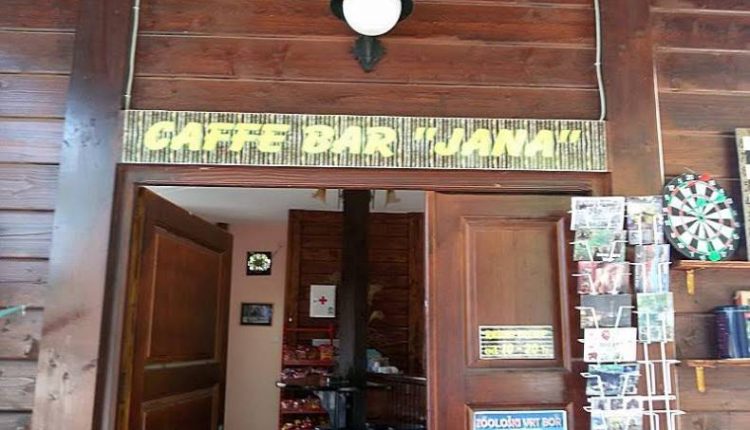 CAFFE BAR "JANA"
ZOOLOŠKI VRT BOR